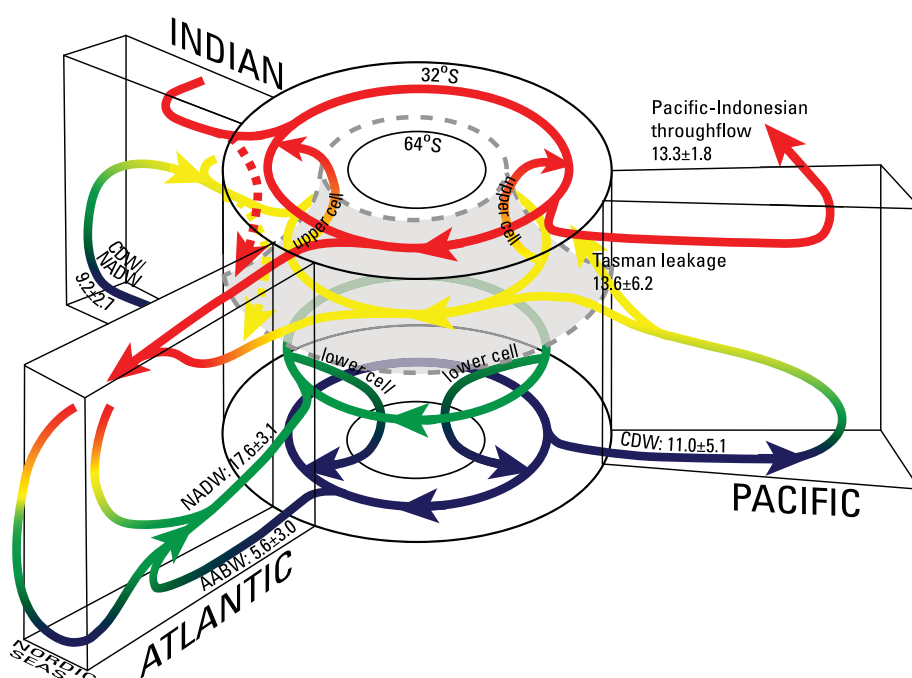 INDIAN
32°S
64°S
Pacific-Indonesian
throughflow
13.3±1.8
upper cell
upper cell
CDW/
NADW:
9.2±2.7
Tasman leakage
13.6±6.2
lower cell
lower cell
CDW: 11.0±5.1
PACIFIC
NADW: 17.6±3.1
AABW: 5.6±3.0
ATLANTIC
NORDIC
SEAS